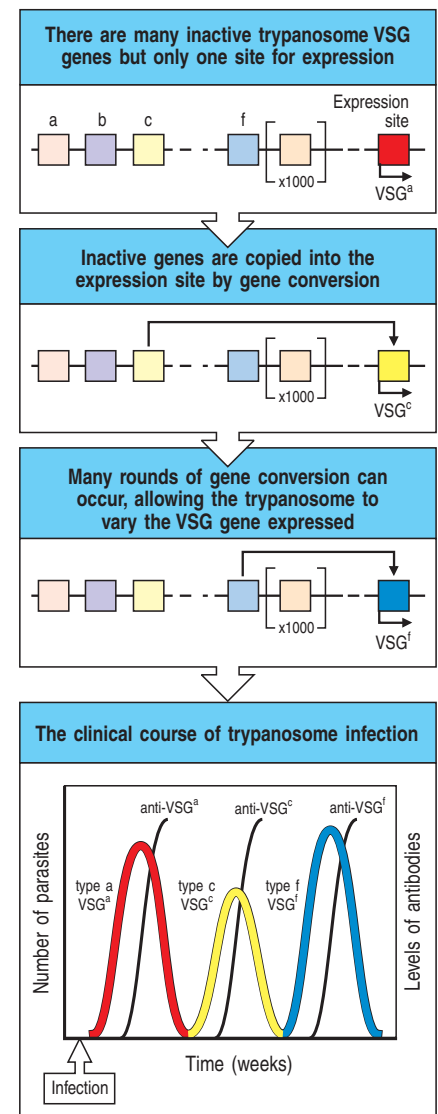 There are many inactive trypanosome VSG
genes but only one site for expression
Expression
site
a b c f
x1000
VSGᵃ
Inactive genes are copied into the
expression site by gene conversion
x1000
VSGᶜ
Many rounds of gene conversion can
occur, allowing the trypanosome to
vary the VSG gene expressed
x1000
VSGᶠ
The clinical course of trypanosome infection
Number of parasites
anti-VSGᵃ
anti-VSGᶜ
anti-VSGᶠ
type a
VSGᵃ
type c
VSGᶜ
type f
VSGᶠ
Levels of antibodies
Time (weeks)
Infection